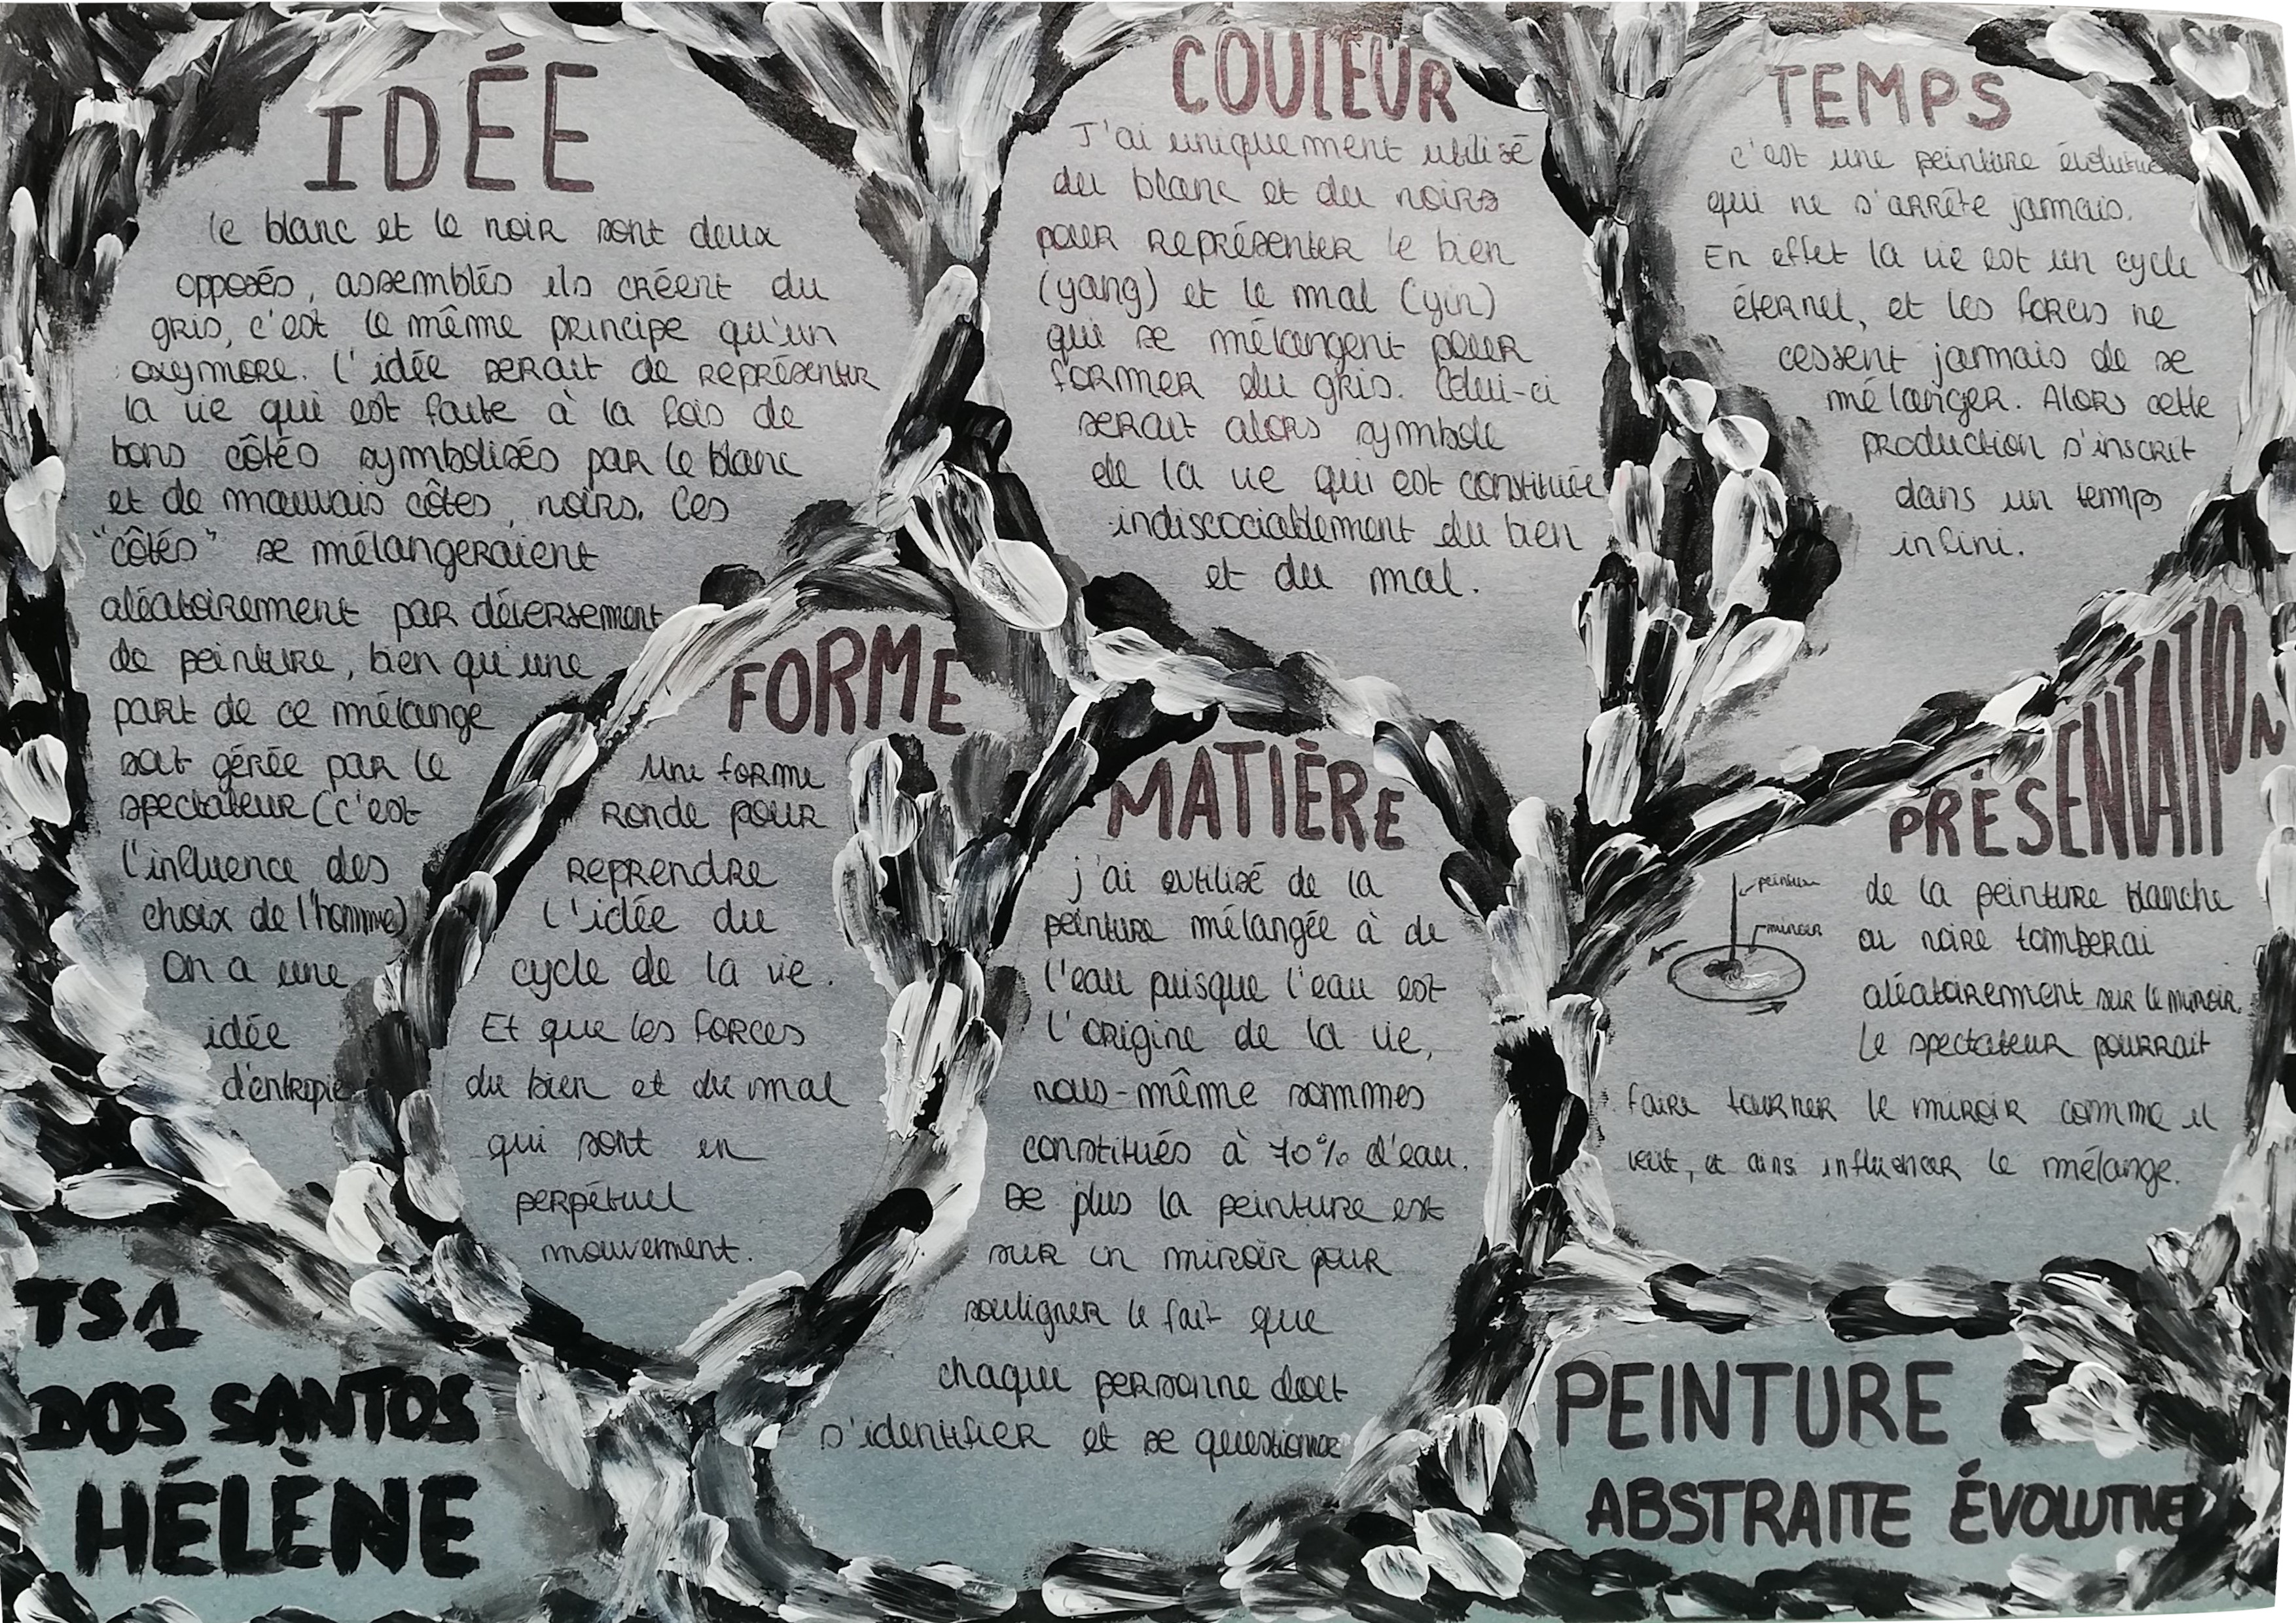 IDÉE
le blanc et le noir sont deux
opposés, assemblés ils créent du
gris, c'est le même principe qu'un
oxymore. l'idée serait de représenter
la vie qui est faite à la fois de
bons côtés symbolisés par le blanc
et de mauvais côtes, noirs. Ces
"côtés" se mélangeraient
aléatoirement par déversement
de peinture, bien qu'une
part de ce mélange
soit gérée par le
spectateur (c'est
l'influence des
choix de l'homme)
On a une
idée
d'entropie
COULEUR
J'ai uniquement utilisé
du blanc et du noirs
pour représenter le bien
(yang) et le mal (yin)
qui se mélangent pour
former du gris. Celui-ci
serait alors symbole
de la vie qui est constituée
indiscociablement du bien
et du mal.
TEMPS
c'est une peinture évolutive
qui ne s'arrête jamais.
En effet la vie est un cycle
éternel, et les forces ne
cessent jamais de se
mélanger. Alors cette
production s'inscrit
dans un temps
infini.
FORME
Une forme
ronde pour
reprendre
l'idée du
cycle de la vie.
Et que les forces
du bien et du mal
qui sont en
perpétuel
mouvement.
MATIÈRE
j'ai outilisé de la
peinture mélangée à de
l'eau puisque l'eau est
l'origine de la vie,
nous-même sommes
constitués à 70% d'eau.
De plus la peinture est
sur un miroir pour
souligner le fait que
chaque personne doit
s'identifier et se questionner
PRÉSENTATION
peinture
miroir
de la peinture blanche
ou noire tomberai
aléatoirement sur le miroir.
Le spectateur pourrait
faire tourner le miroir comme il
veut, et ainsi influencer le mélange.
TS1
DOS SANTOS
HÉLÈNE
PEINTURE
ABSTRAITE ÉVOLUTIVE